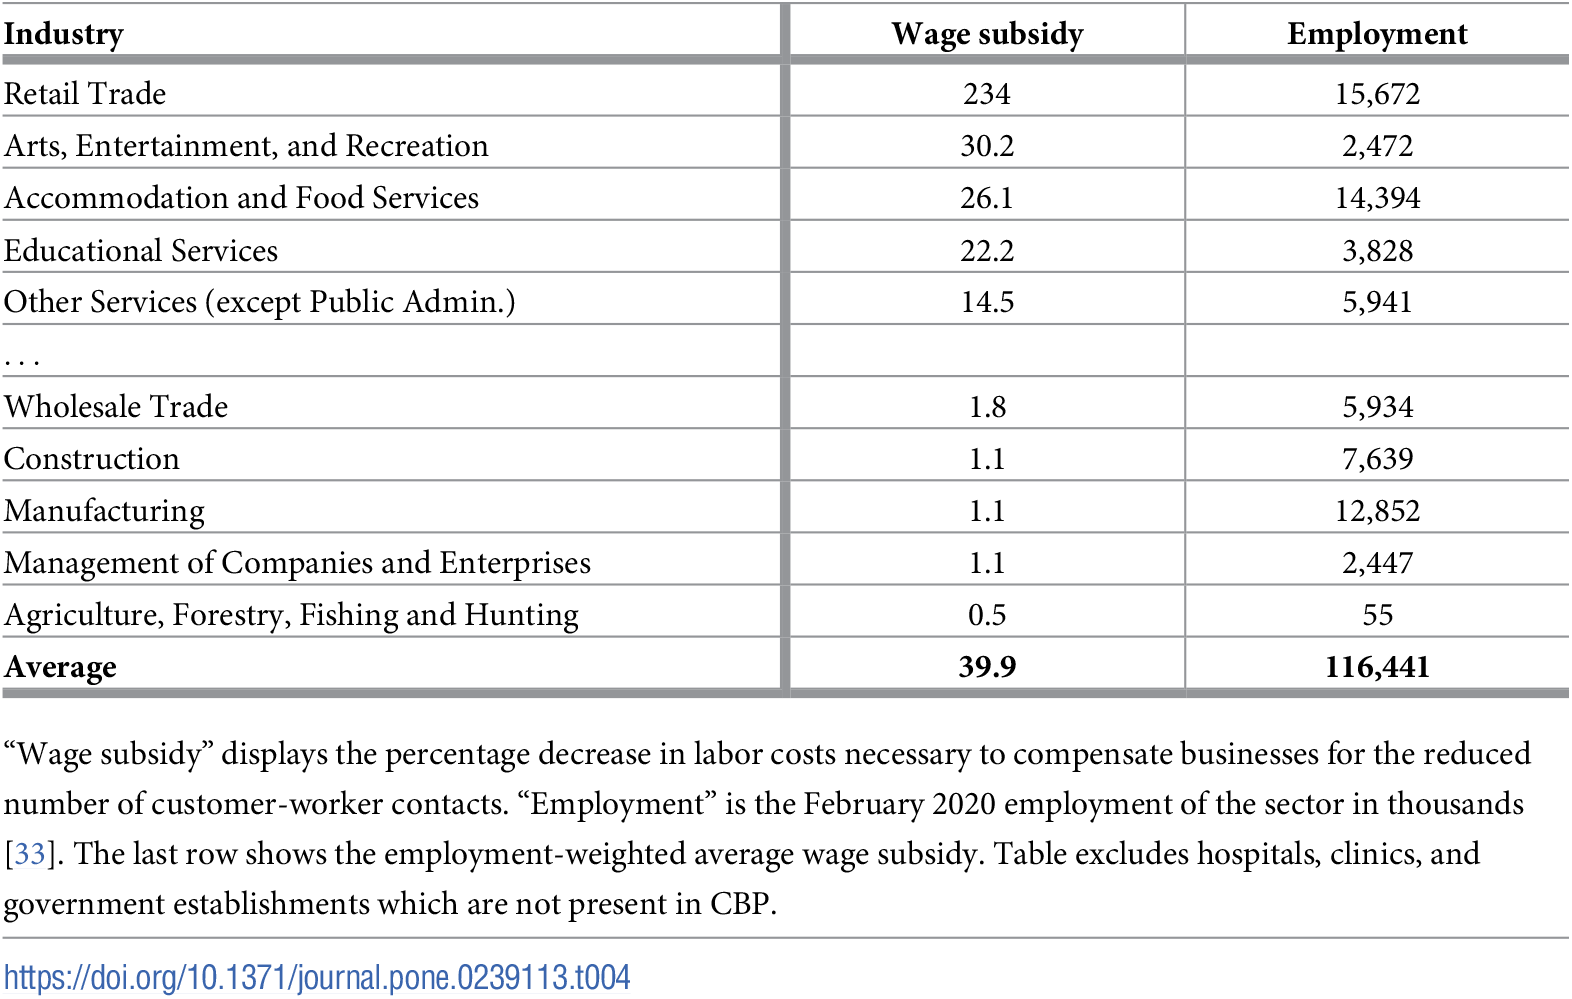 Industry Wage subsidy Employment
Retail Trade 234 15,672
Arts, Entertainment, and Recreation 30.2 2,472
Accommodation and Food Services 26.1 14,394
Educational Services 22.2 3,828
Other Services (except Public Admin.) 14.5 5,941
. . .
Wholesale Trade 1.8 5,934
Construction 1.1 7,639
Manufacturing 1.1 12,852
Management of Companies and Enterprises 1.1 2,447
Agriculture, Forestry, Fishing and Hunting 0.5 55
Average 39.9 116,441
“Wage subsidy” displays the percentage decrease in labor costs necessary to compensate businesses for the reduced
number of customer-worker contacts. “Employment” is the February 2020 employment of the sector in thousands
[33]. The last row shows the employment-weighted average wage subsidy. Table excludes hospitals, clinics, and
government establishments which are not present in CBP.
https://doi.org/10.1371/journal.pone.0239113.t004